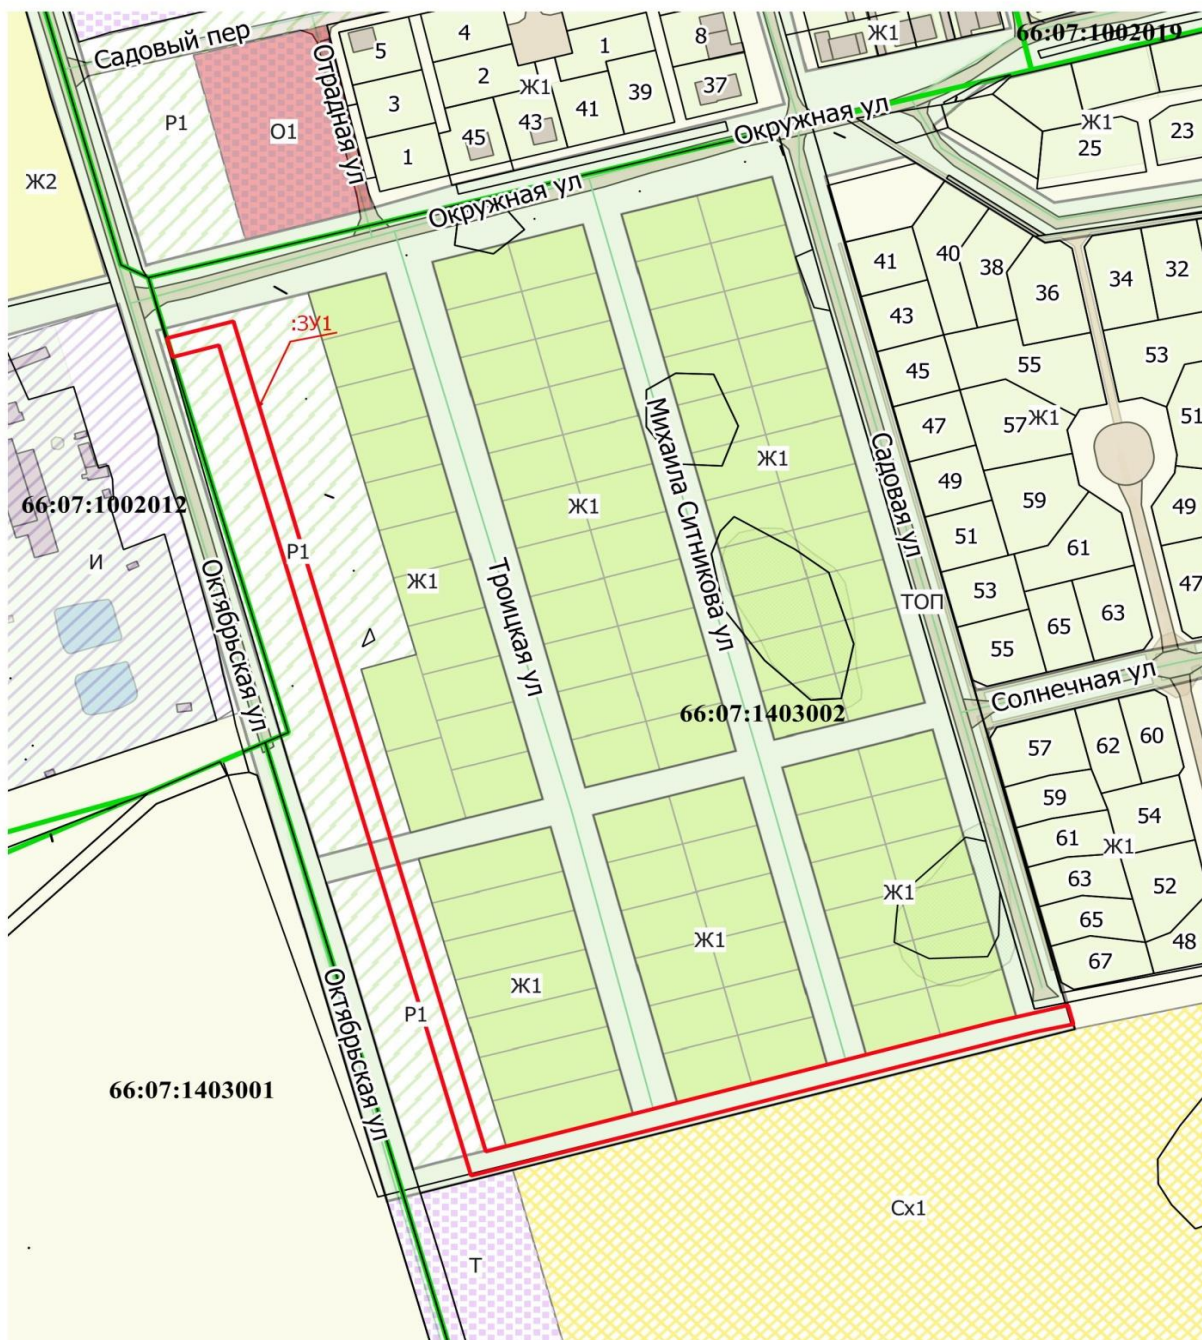 Садовый пер
Отрадная ул
5
4
2
3
1
45
43
41
1
39
Ж1
8
37
Ж1
66:07:1002019
Р1
О1
Ж2
Окружная ул
Окружная ул
Ж1
25
23
:ЗУ1
41
40
38
36
34
32
43
45
55
53
47
57
Ж1
51
49
59
49
51
61
47
53
65
63
55
66:07:1002012
И
Р1
Октябрьская ул
Ж1
Троицкая ул
Ж1
Михаила Ситникова ул
Ж1
Садовая ул
ТОП
66:07:1403002
Солнечная ул
57
62
60
59
54
61
Ж1
63
52
65
48
67
Ж1
Ж1
Ж1
Р1
Октябрьская ул
66:07:1403001
Сх1
Т